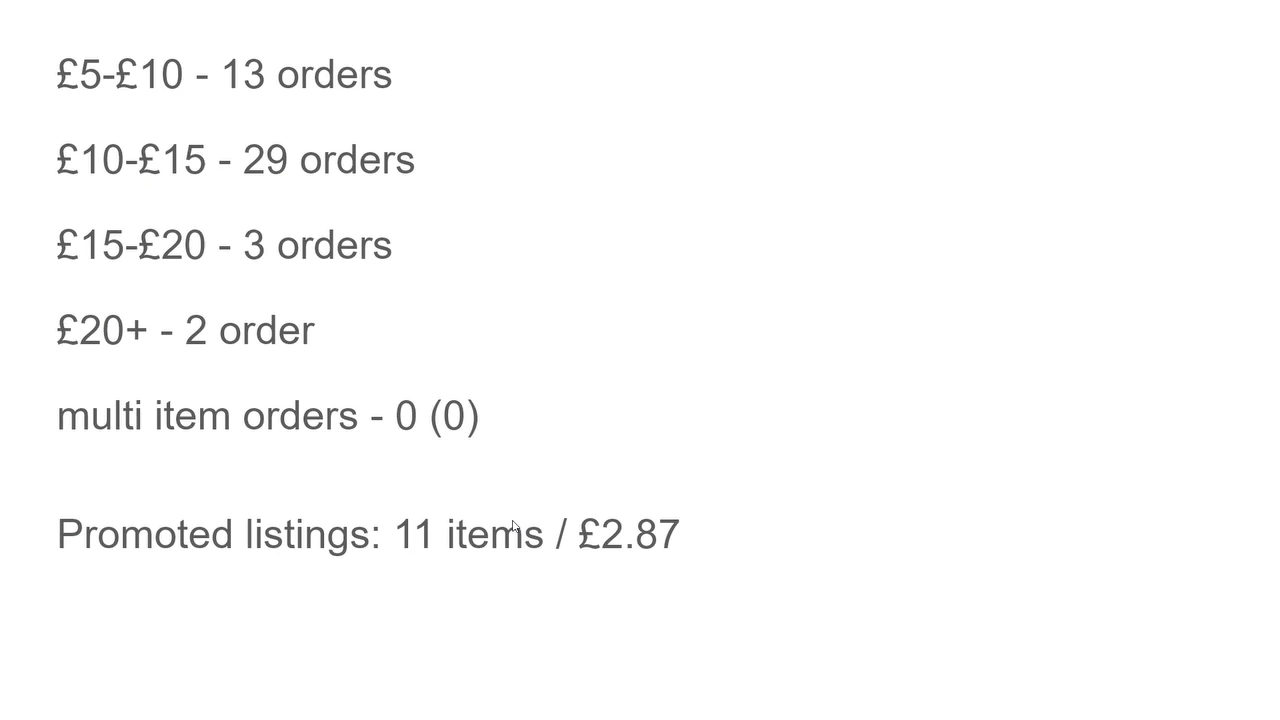 £5-£10 - 13 orders
£10-£15 - 29 orders
£15-£20 - 3 orders
£20+ - 2 order
multi item orders - 0 (0)
Promoted listings: 11 items / £2.87